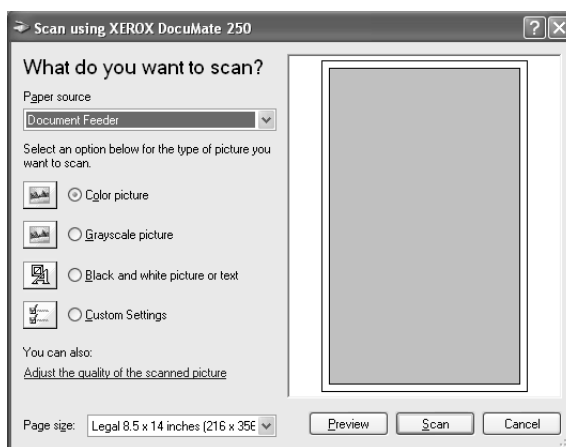 Scan using XEROX DocuMate 250
What do you want to scan?
Paper source
Document Feeder
Select an option below for the type of picture you
want to scan.
Color picture
Grayscale picture
Black and white picture or text
Custom Settings
You can also:
Adjust the quality of the scanned picture
Page size: Legal 8.5 x 14 inches (216 x 356
Preview Scan Cancel